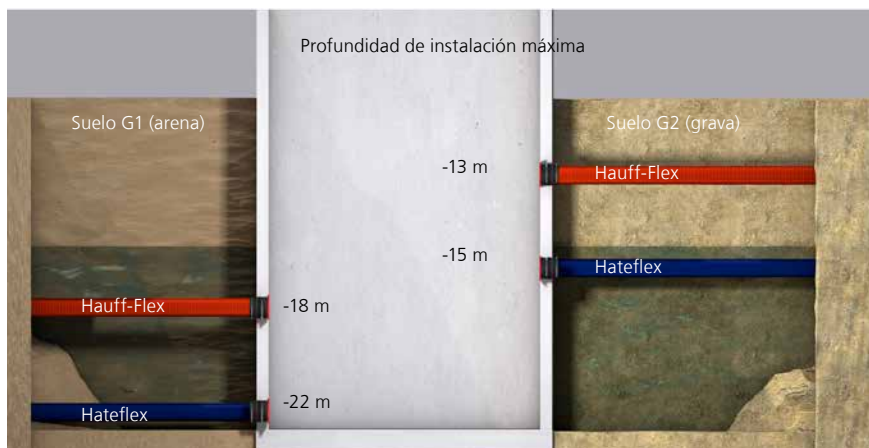 Profundidad de instalación máxima
Suelo G1 (arena)
Suelo G2 (grava)
-13 m
Hauff-Flex
-15 m
Hateflex
Hauff-Flex
-18 m
Hateflex
-22 m